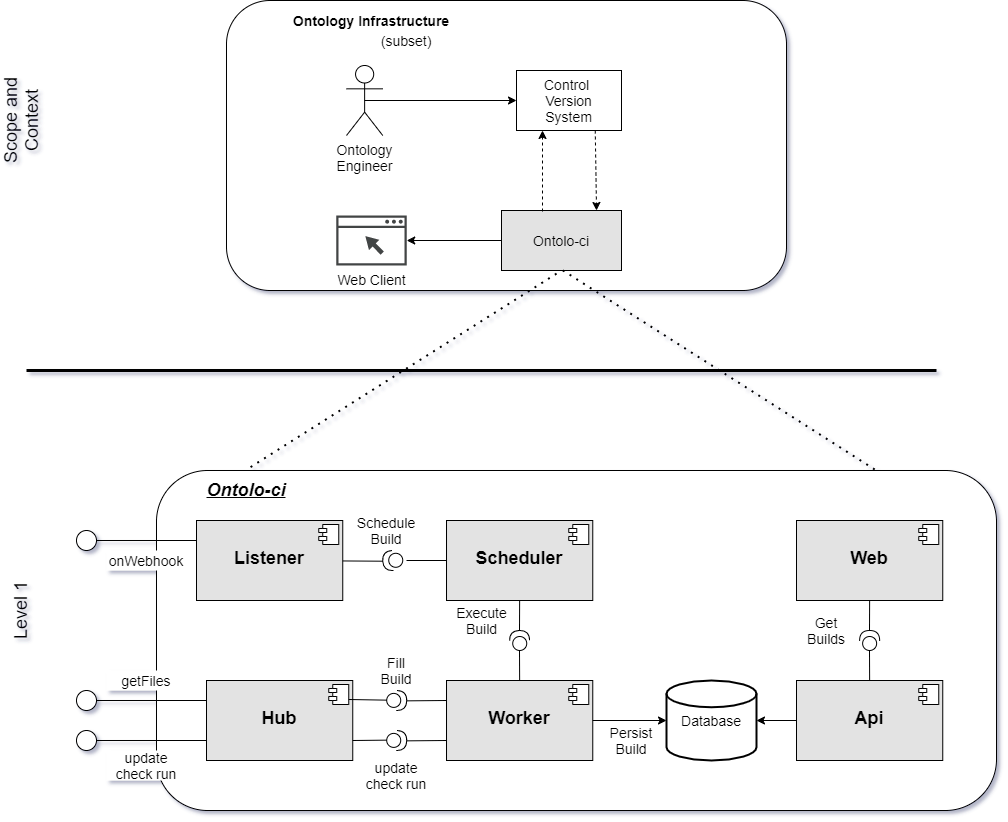 Ontology Infrastructure
(subset)
Scope and
Context
Control
Version
System
Ontology
Engineer
Ontolo-ci
Web Client
Ontolo-ci
Level 1
onWebhook
Listener
Schedule
Build
Scheduler
Web
Execute
Build
Get
Builds
getFiles
Hub
Fill
Build
Worker
Persist
Build
Database
Api
update
check run
update
check run